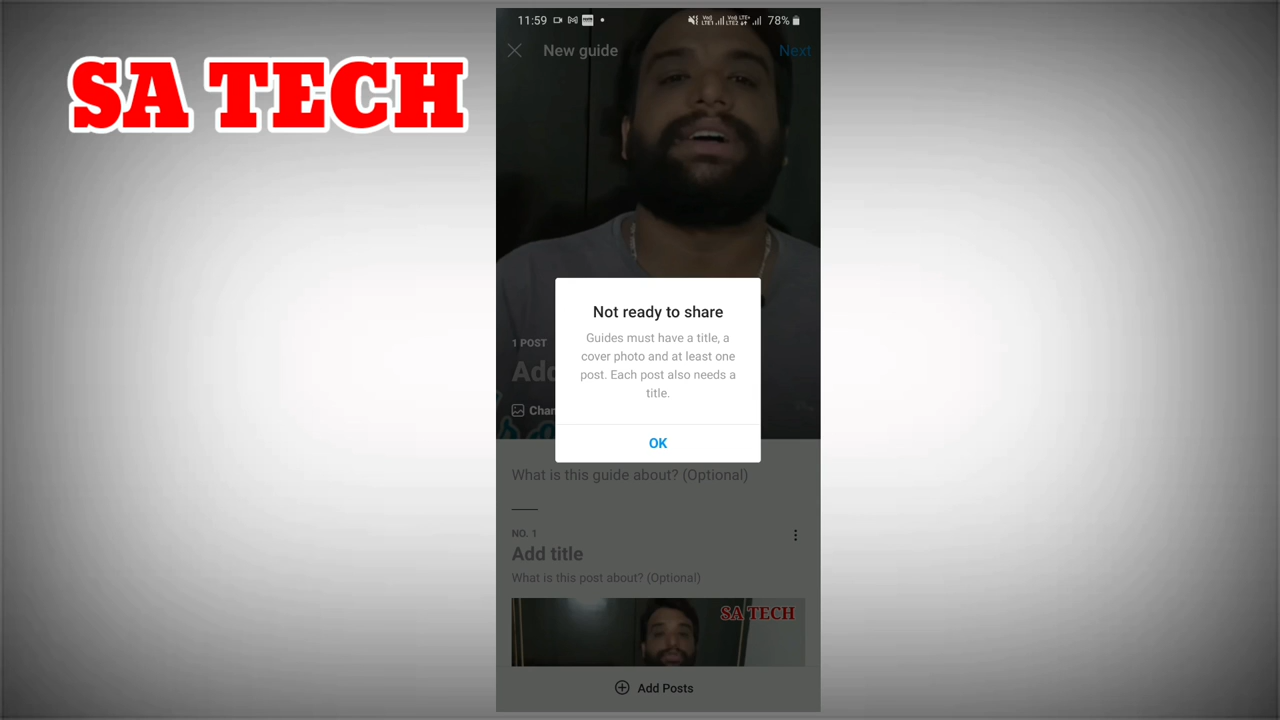 SA TECH
11:59
78%
New guide
Next
Not ready to share
Guides must have a title, a
cover photo and at least one
post. Each post also needs a
title.
OK
1 POST
Add
Chan
What is this guide about? (Optional)
NO. 1
Add title
What is this post about? (Optional)
SA TECH
Add Posts